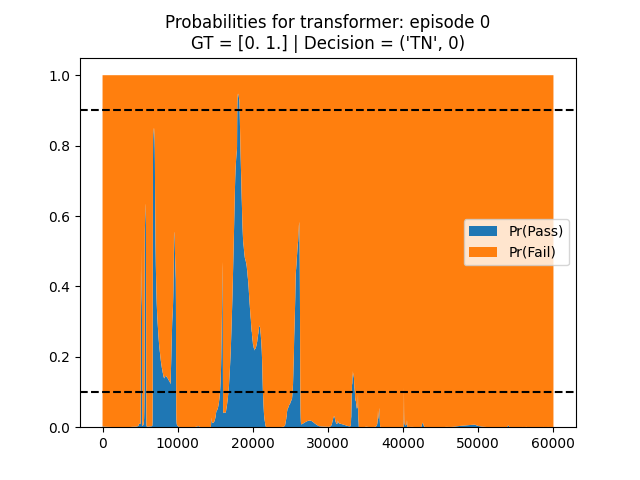 Probabilities for transformer: episode 0
GT = [0. 1.] | Decision = ('TN', 0)
1.0
0.8
0.6
0.4
0.2
0.0
Pr(Pass)
Pr(Fail)
0 10000 20000 30000 40000 50000 60000